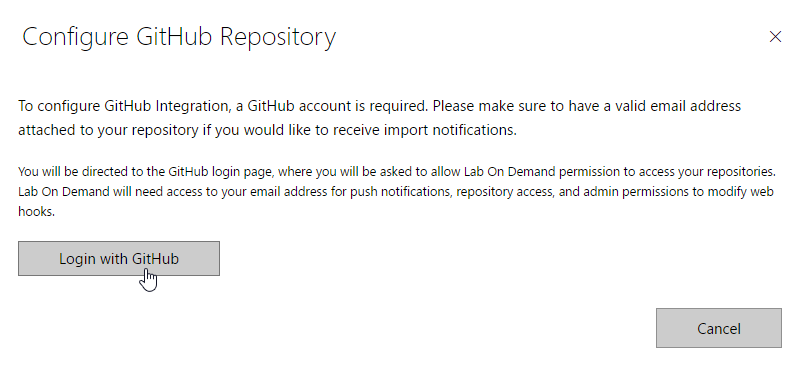 Configure GitHub Repository
To configure GitHub Integration, a GitHub account is required. Please make sure to have a valid email address
attached to your repository if you would like to receive import notifications.
You will be directed to the GitHub login page, where you will be asked to allow Lab On Demand permission to access your repositories.
Lab On Demand will need access to your email address for push notifications, repository access, and admin permissions to modify web
hooks.
Login with GitHub
Cancel